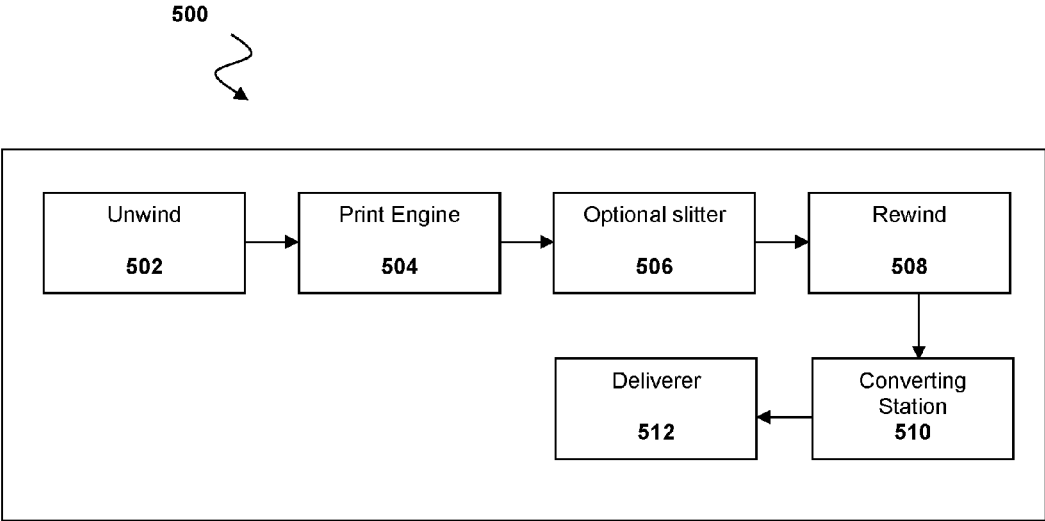 500
Unwind
502
Print Engine
504
Optional slitter
506
Rewind
508
Deliverer
512
Converting
Station
510